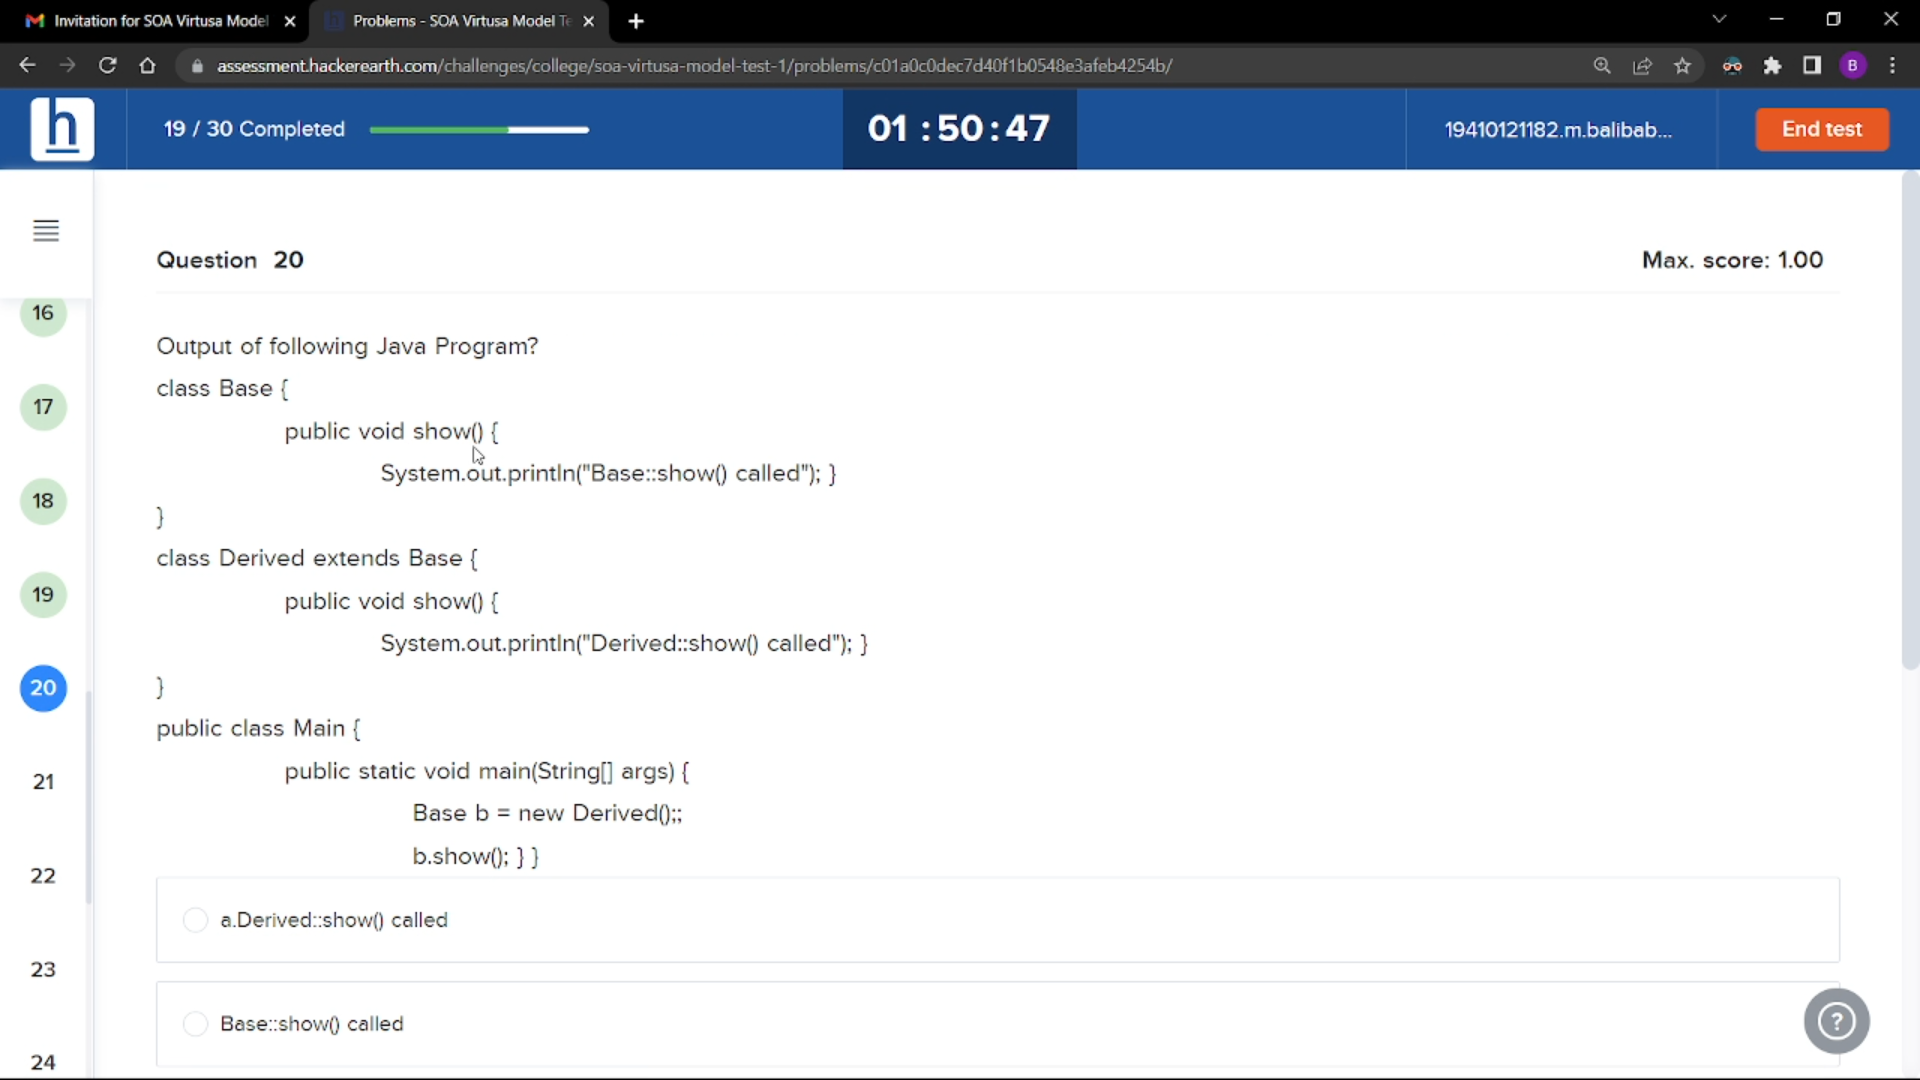 Invitation for SOA Virtusa Model
Problems - SOA Virtusa Model Te
assessment.hackerearth.com/challenges/college/soa-virtusa-model-test-1/problems/c01a0c0dec7d40f1b0548e3afeb4254b/
B
h
19 / 30 Completed
01 : 50 : 47
19410121182.m.balibab...
End test
Question 20
Max. score: 1.00
16
17
18
19
20
21
22
23
24
Output of following Java Program?
class Base {
public void show() {
System.out.println("Base::show() called"); }
}
class Derived extends Base {
public void show() {
System.out.println("Derived::show() called"); }
}
public class Main {
public static void main(String[] args) {
Base b = new Derived();;
b.show(); } }
a.Derived::show() called
Base::show() called
?